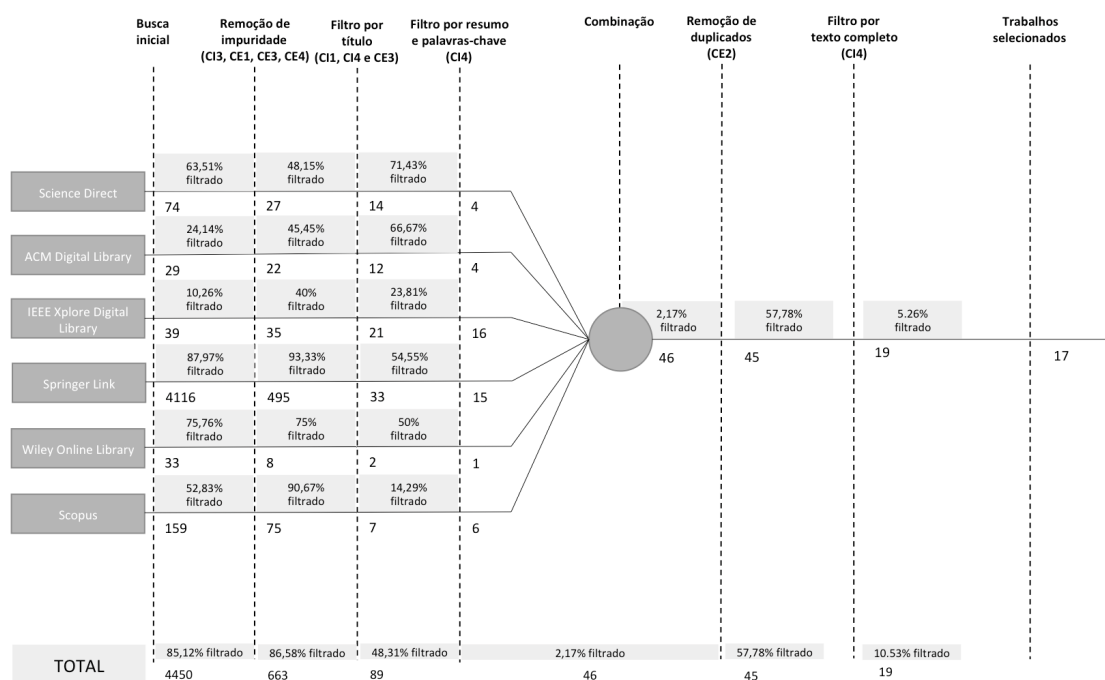 Busca
inicial
Remoção de
impuridade
(CI3, CE1, CE3, CE4)
Filtro por
título
(CI1, CI4 e CE3)
Filtro por resumo
e palavras-chave
(CI4)
Combinação
Remoção de
duplicados
(CE2)
Filtro por
texto completo
(CI4)
Trabalhos
selecionados
Science Direct
63,51%
filtrado
48,15%
filtrado
71,43%
filtrado
74
27
14
4
ACM Digital Library
24,14%
filtrado
45,45%
filtrado
66,67%
filtrado
29
22
12
4
IEEE Xplore Digital
Library
10,26%
filtrado
40%
filtrado
23,81%
filtrado
39
35
21
16
Springer Link
87,97%
filtrado
93,33%
filtrado
54,55%
filtrado
4116
495
33
15
Wiley Online Library
75,76%
filtrado
75%
filtrado
50%
filtrado
33
8
2
1
Scopus
52,83%
filtrado
90,67%
filtrado
14,29%
filtrado
159
75
7
6
2,17%
filtrado
57,78%
filtrado
5.26%
filtrado
46
45
19
17
TOTAL
85,12% filtrado
86,58% filtrado
48,31% filtrado
2,17% filtrado
57,78% filtrado
10.53% filtrado
4450
663
89
46
45
19